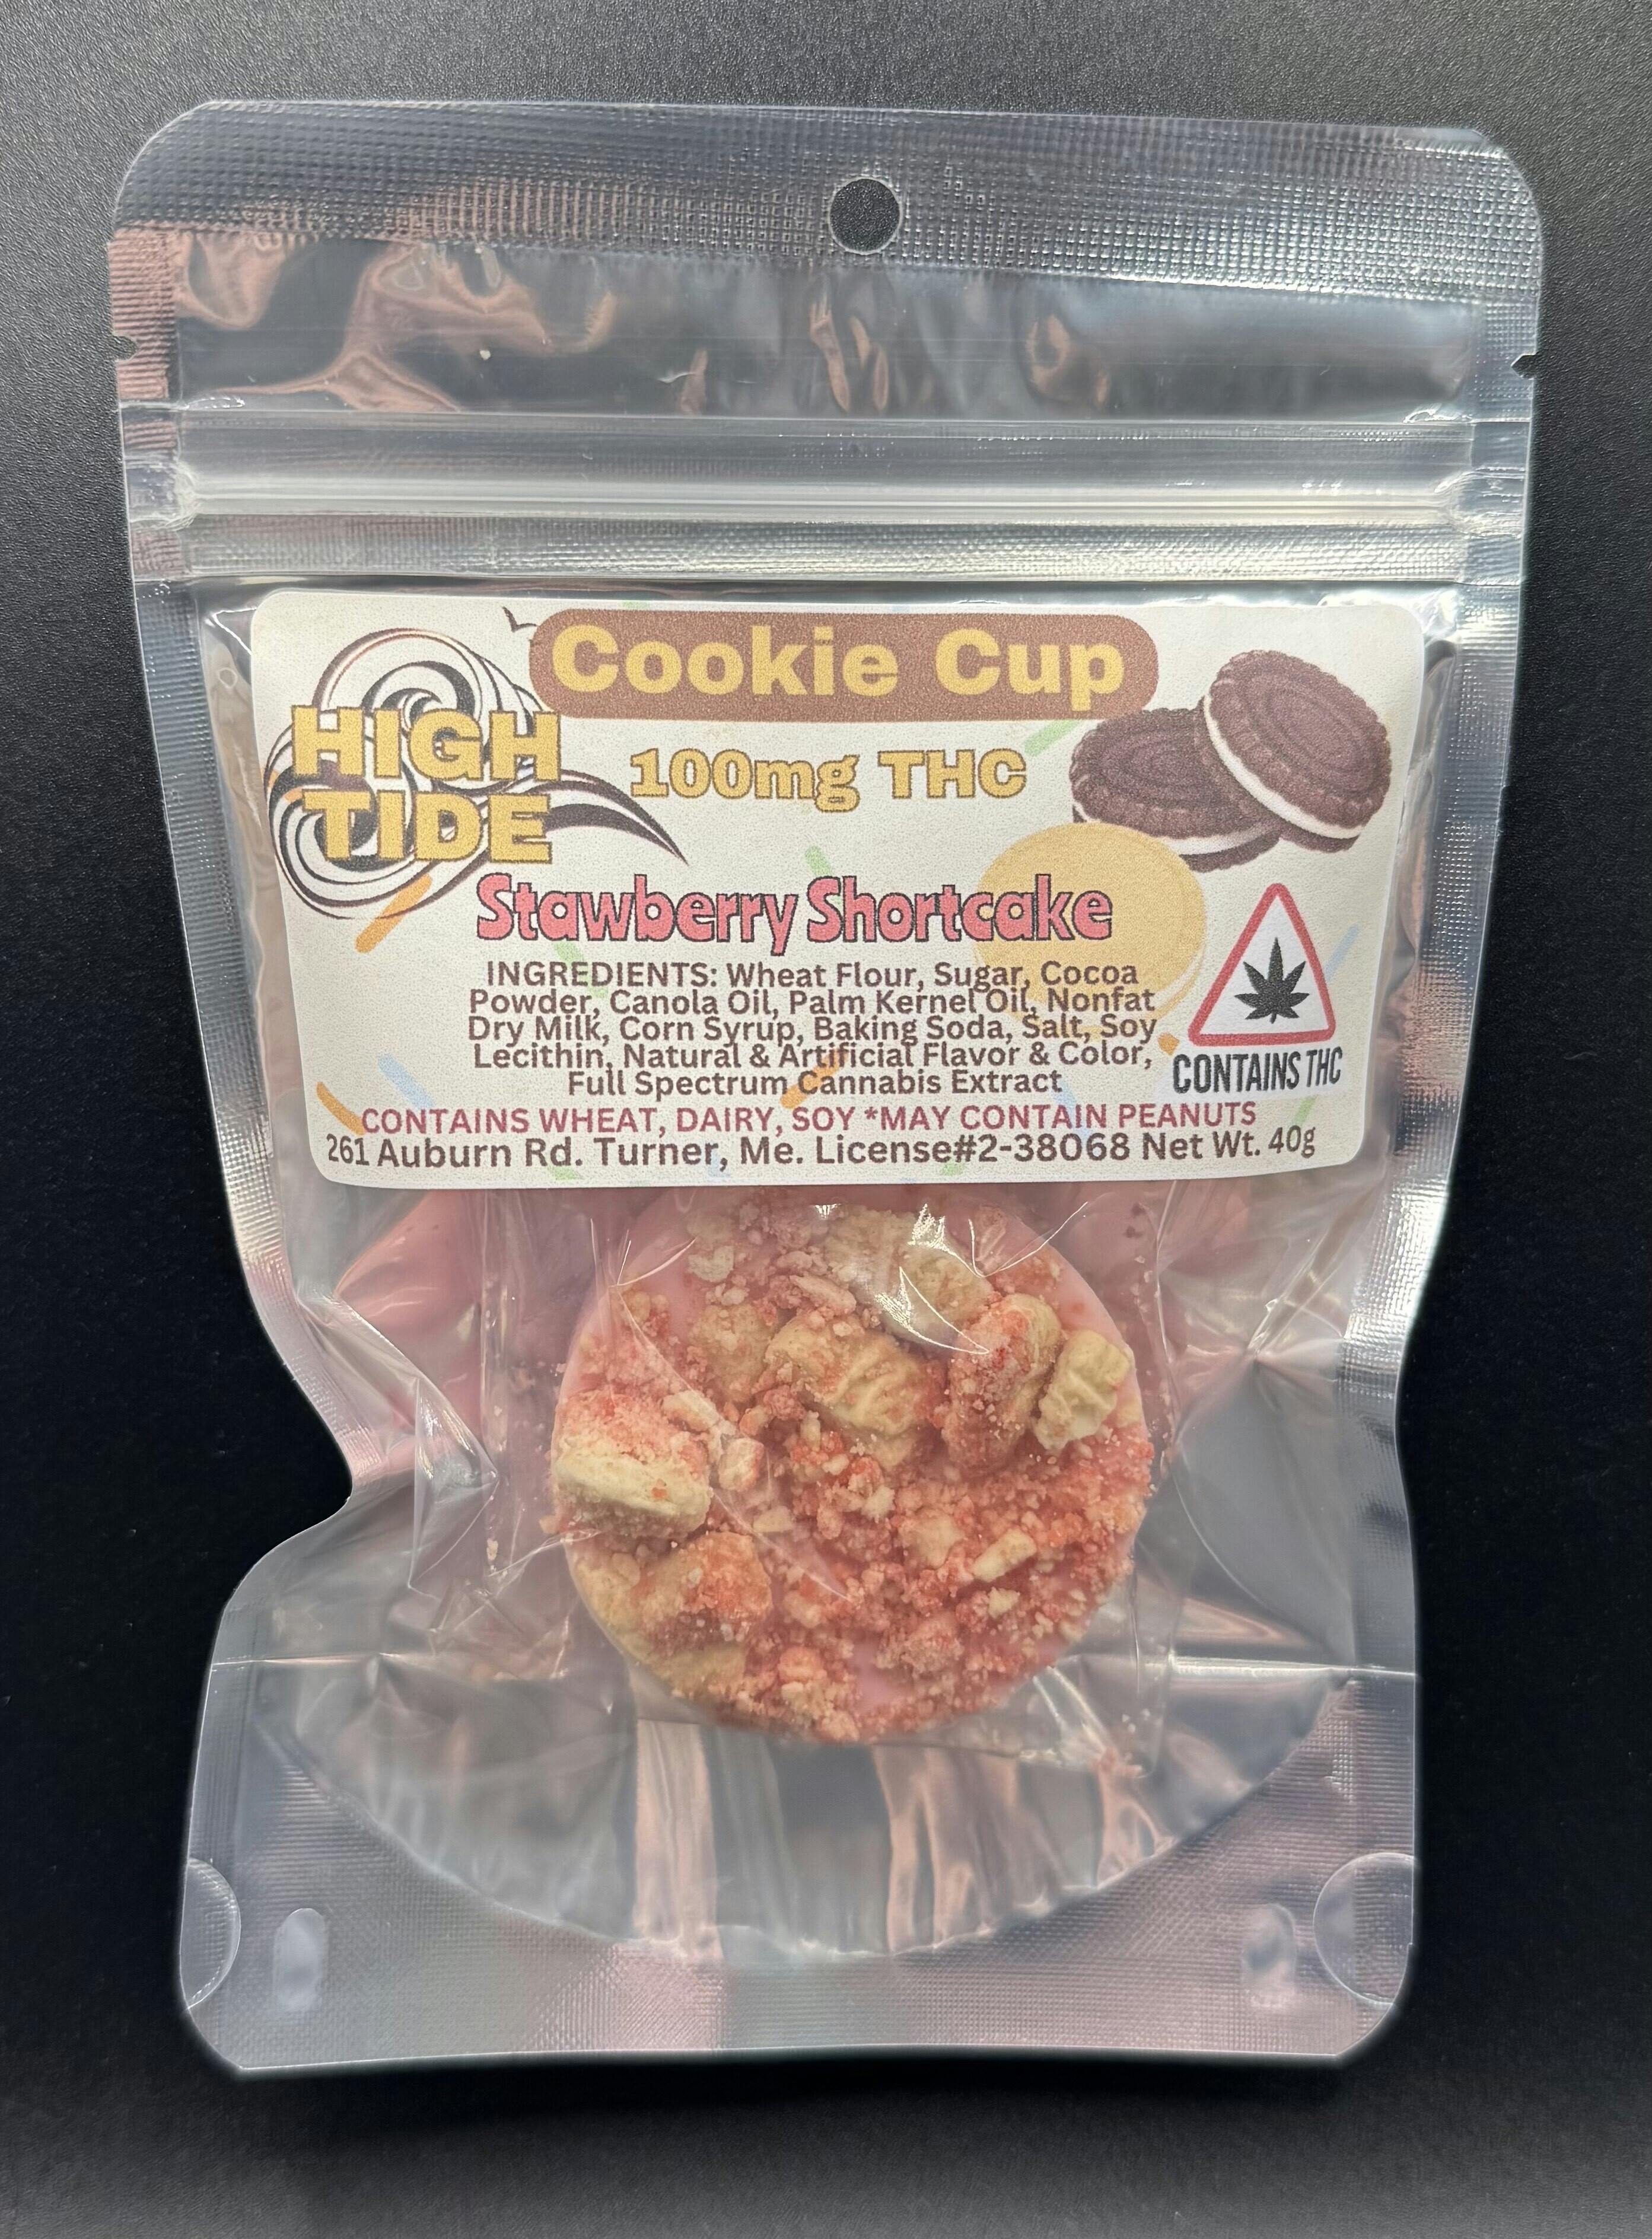 Cookie Cup
HIGH
TIDE
100mg THC
Stawberry Shortcake
INGREDIENTS: Wheat Flour, Sugar, Cocoa
Powder, Canola Oil, Palm Kernel Oil, Nonfat
Dry Milk, Corn Syrup, Baking Soda, Salt, Soy
Lecithin, Natural & Artificial Flavor & Color,
Full Spectrum Cannabis Extract
CONTAINS THC
CONTAINS WHEAT, DAIRY, SOY *MAY CONTAIN PEANUTS
261 Auburn Rd. Turner, Me. License#2-38068 Net Wt. 40g